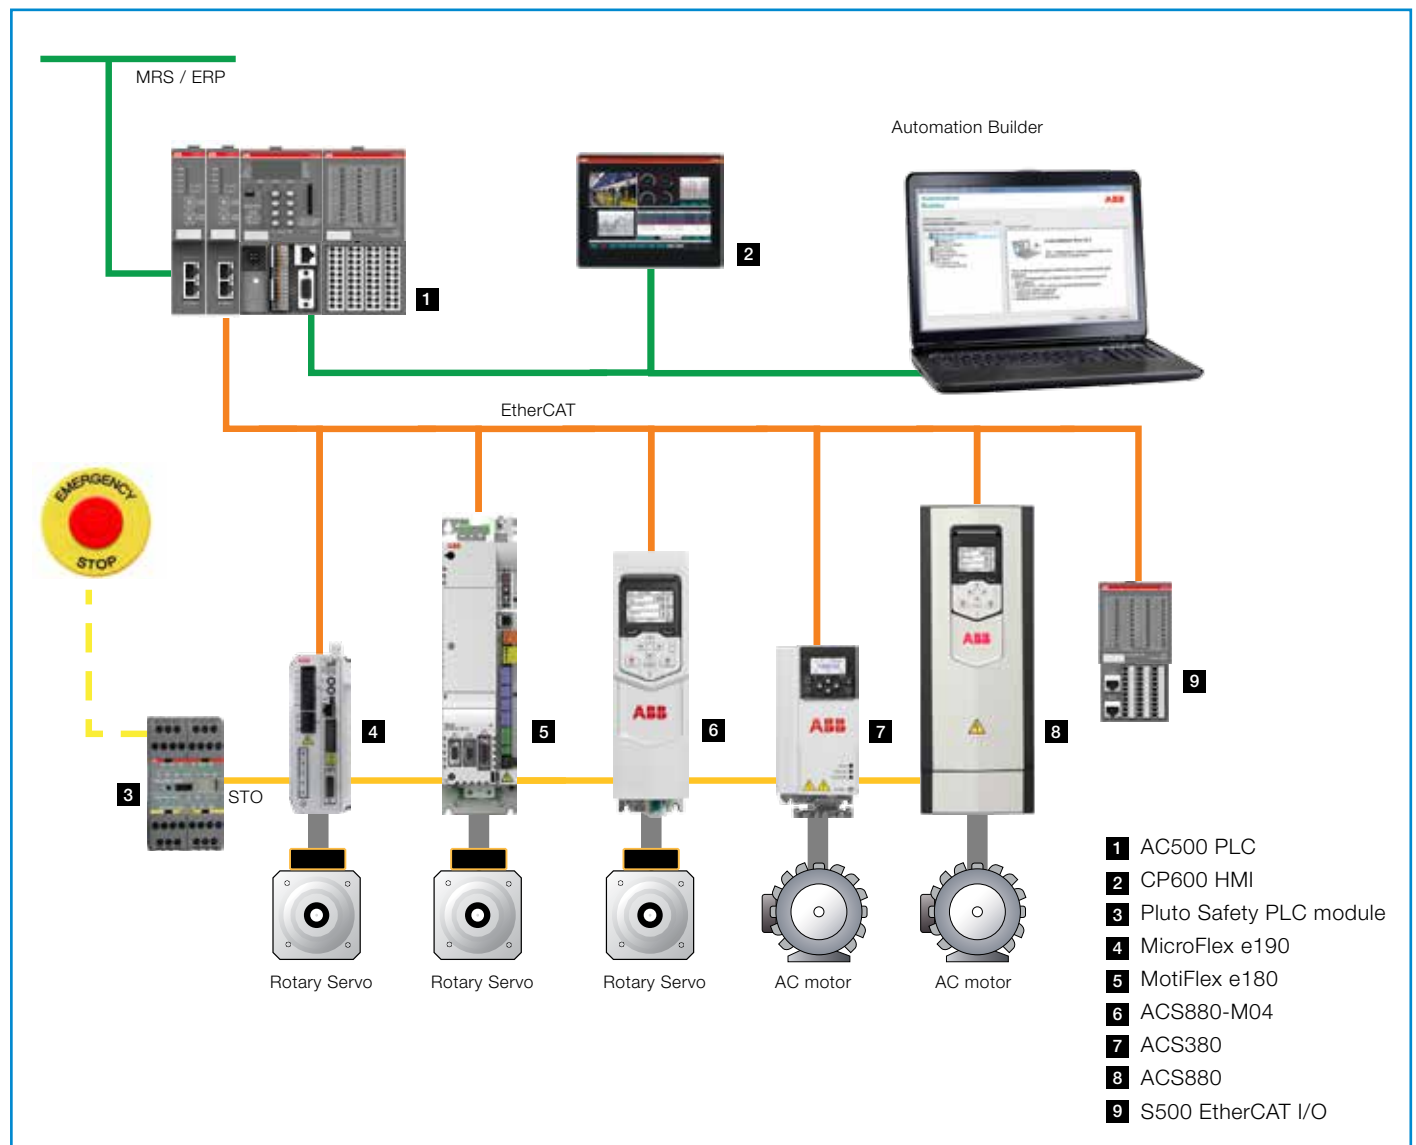 MRS / ERP
Automation Builder
ABB
1
2
EtherCAT
EMERGENCY
STOP
ABB
ABB
ABB
ABB
9
4
5
6
7
8
3
STO
Rotary Servo
Rotary Servo
Rotary Servo
AC motor
AC motor
1 AC500 PLC
2 CP600 HMI
3 Pluto Safety PLC module
4 MicroFlex e190
5 MotiFlex e180
6 ACS880-M04
7 ACS380
8 ACS880
9 S500 EtherCAT I/O